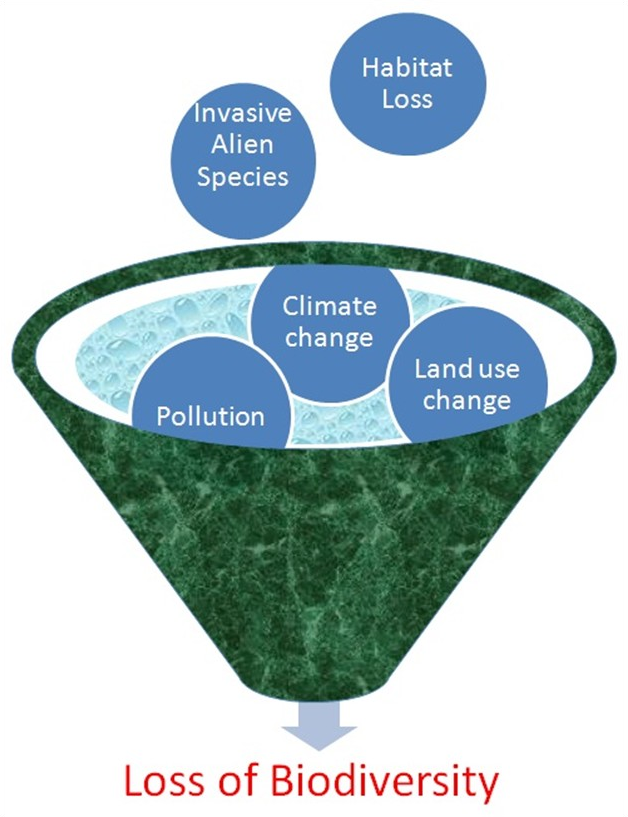 Habitat
Loss
Invasive
Alien
Species
Climate
change
Land use
change
Pollution
Loss of Biodiversity